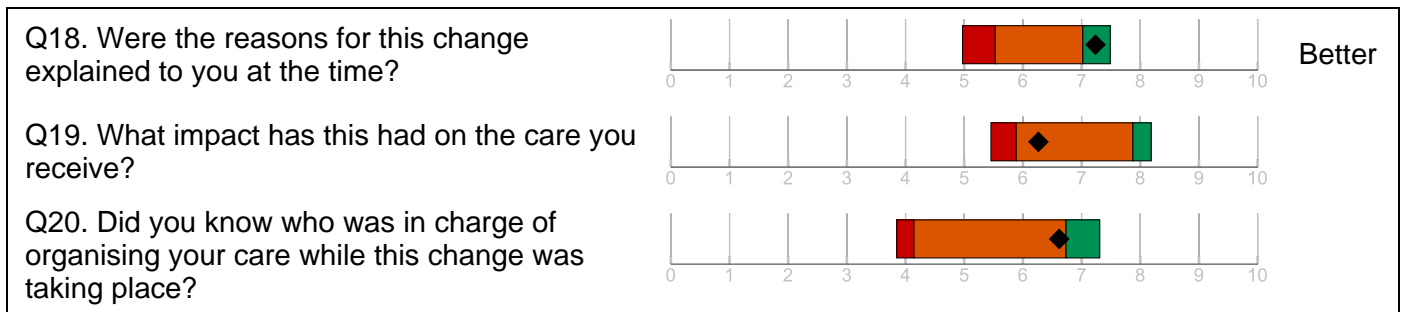 Q18. Were the reasons for this change
explained to you at the time?
Better
0 1 2 3 4 5 6 7 8 9 10
Q19. What impact has this had on the care you
receive?
0 1 2 3 4 5 6 7 8 9 10
Q20. Did you know who was in charge of
organising your care while this change was
taking place?
0 1 2 3 4 5 6 7 8 9 10